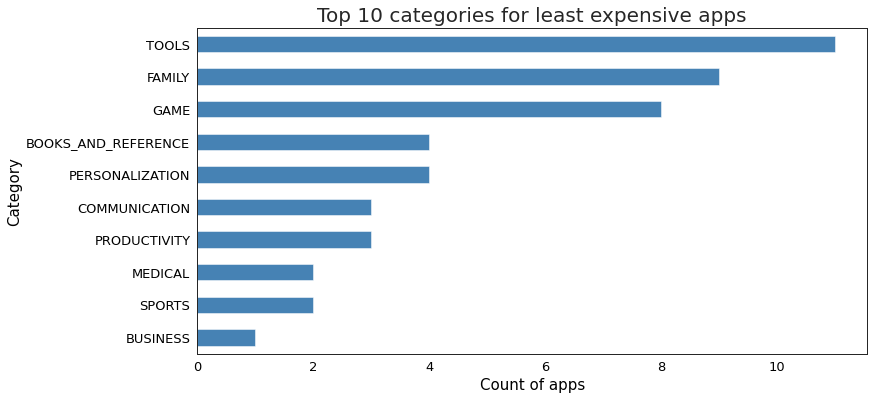 Top 10 categories for least expensive apps
Category
TOOLS
FAMILY
GAME
BOOKS_AND_REFERENCE
PERSONALIZATION
COMMUNICATION
PRODUCTIVITY
MEDICAL
SPORTS
BUSINESS
0 2 4 6 8 10
Count of apps